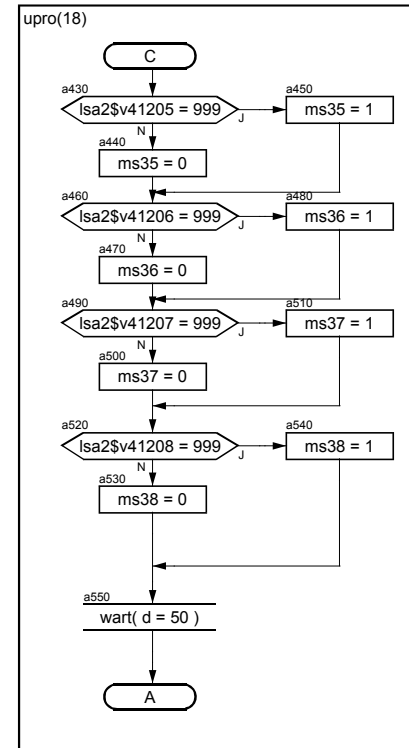 upro(18)
C
a430
lsa2$v41205 = 999
J
N
a450
ms35 = 1
a440
ms35 = 0
a460
lsa2$v41206 = 999
J
N
a480
ms36 = 1
a470
ms36 = 0
a490
lsa2$v41207 = 999
J
N
a510
ms37 = 1
a500
ms37 = 0
a520
lsa2$v41208 = 999
J
N
a540
ms38 = 1
a530
ms38 = 0
a550
wart( d = 50 )
A